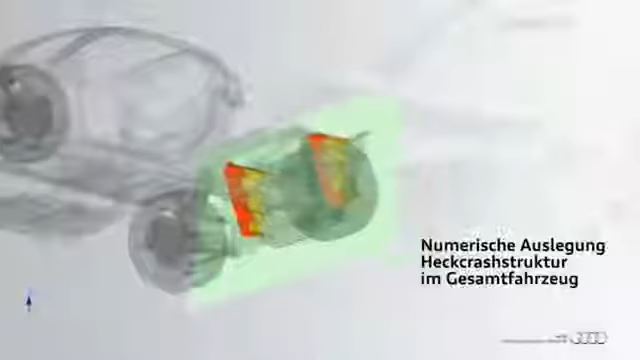 Numerische Auslegung
Heckcrashstruktur
im Gesamtfahrzeug